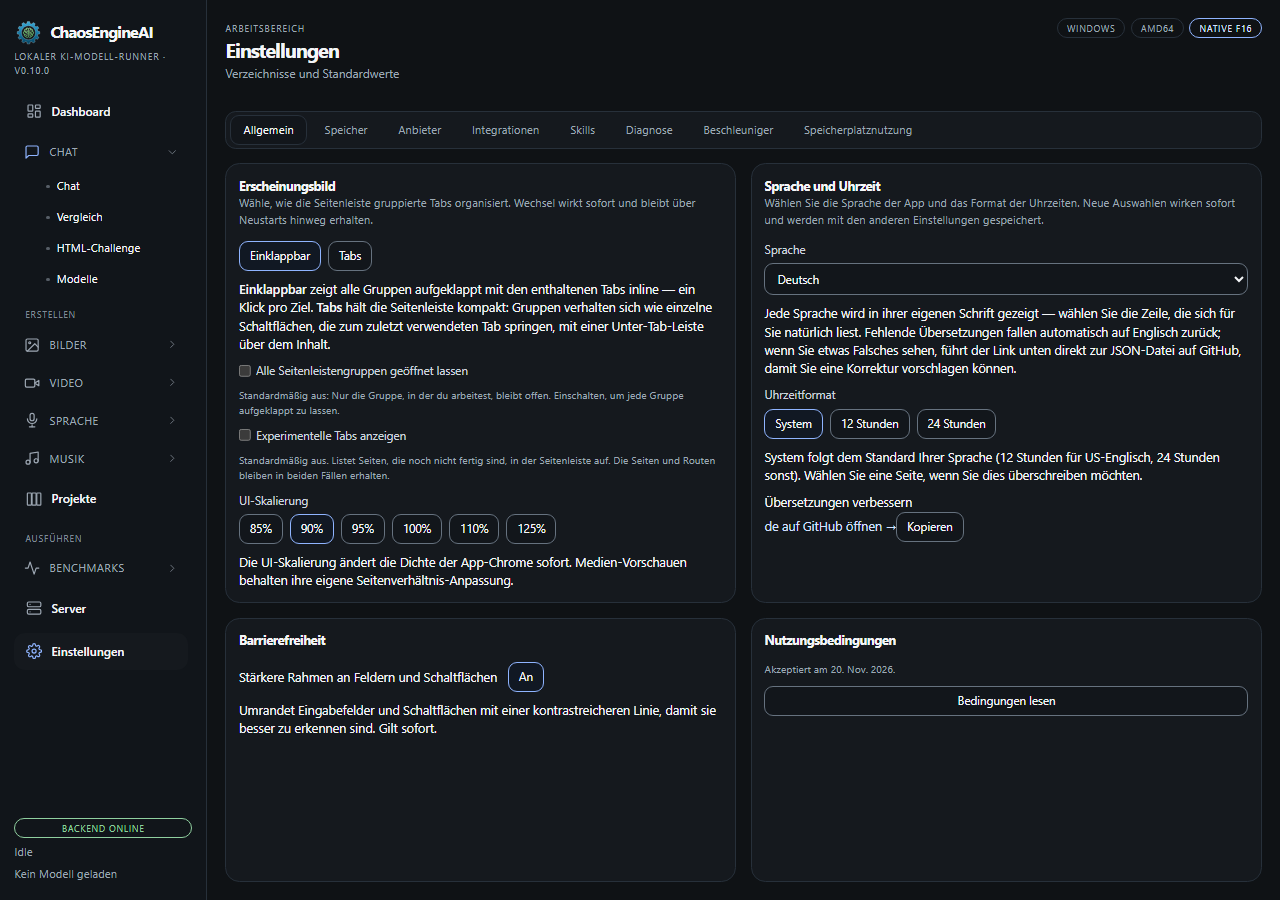 ChaosEngineAI
LOKALER KI-MODELL-RUNNER ·
V0.10.0
Dashboard
CHAT
Chat
Vergleich
HTML-Challenge
Modelle
ERSTELLEN
BILDER
VIDEO
SPRACHE
MUSIK
Projekte
AUSFÜHREN
BENCHMARKS
Server
Einstellungen
BACKEND ONLINE
Idle
Kein Modell geladen
ARBEITSBEREICH
Einstellungen
Verzeichnisse und Standardwerte
WINDOWS
AMD64
NATIVE F16
Allgemein
Speicher
Anbieter
Integrationen
Skills
Diagnose
Beschleuniger
Speicherplatznutzung
Erscheinungsbild
Wähle, wie die Seitenleiste gruppierte Tabs organisiert. Wechsel wirkt sofort und bleibt über
Neustarts hinweg erhalten.
Einklappbar
Tabs
Einklappbar zeigt alle Gruppen aufgeklappt mit den enthaltenen Tabs inline — ein
Klick pro Ziel. Tabs hält die Seitenleiste kompakt: Gruppen verhalten sich wie einzelne
Schaltflächen, die zum zuletzt verwendeten Tab springen, mit einer Unter-Tab-Leiste
über dem Inhalt.
Alle Seitenleistengruppen geöffnet lassen
Standardmäßig aus: Nur die Gruppe, in der du arbeitest, bleibt offen. Einschalten, um jede Gruppe
aufgeklappt zu lassen.
Experimentelle Tabs anzeigen
Standardmäßig aus. Listet Seiten, die noch nicht fertig sind, in der Seitenleiste auf. Die Seiten und Routen
bleiben in beiden Fällen erhalten.
UI-Skalierung
85%
90%
95%
100%
110%
125%
Die UI-Skalierung ändert die Dichte der App-Chrome sofort. Medien-Vorschauen
behalten ihre eigene Seitenverhältnis-Anpassung.
Sprache und Uhrzeit
Wählen Sie die Sprache der App und das Format der Uhrzeiten. Neue Auswahlen wirken sofort
und werden mit den anderen Einstellungen gespeichert.
Sprache
Deutsch
Jede Sprache wird in ihrer eigenen Schrift gezeigt — wählen Sie die Zeile, die sich für
Sie natürlich liest. Fehlende Übersetzungen fallen automatisch auf Englisch zurück;
wenn Sie etwas Falsches sehen, führt der Link unten direkt zur JSON-Datei auf GitHub,
damit Sie eine Korrektur vorschlagen können.
Uhrzeitformat
System
12 Stunden
24 Stunden
System folgt dem Standard Ihrer Sprache (12 Stunden für US-Englisch, 24 Stunden
sonst). Wählen Sie eine Seite, wenn Sie dies überschreiben möchten.
Übersetzungen verbessern
de auf GitHub öffnen →
Kopieren
Barrierefreiheit
Stärkere Rahmen an Feldern und Schaltflächen
An
Umrandet Eingabefelder und Schaltflächen mit einer kontrastreicheren Linie, damit sie
besser zu erkennen sind. Gilt sofort.
Nutzungsbedingungen
Akzeptiert am 20. Nov. 2026.
Bedingungen lesen